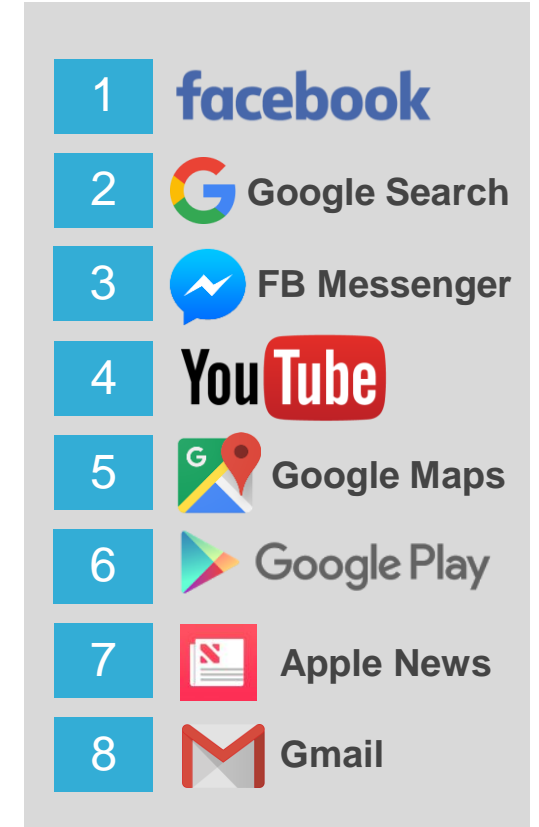 1 facebook
2 Google Search
3 FB Messenger
4 YouTube
5 G Google Maps
6 Google Play
7 N Apple News
8 Gmail